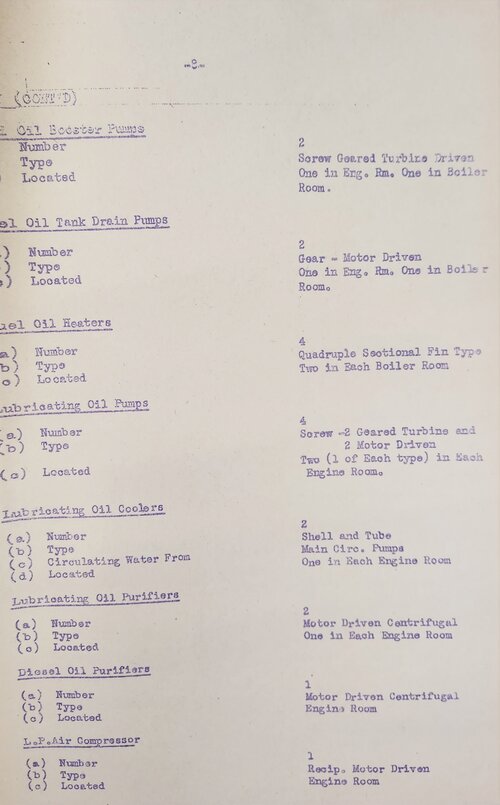 -8-
(CONT'D)
Oil Booster Pumps
Number 2
Type Screw Geared Turbine Driven
Located One in Eng. Rm. One in Boiler
Room.
el Oil Tank Drain Pumps
) Number 2
) Type Gear - Motor Driven
) Located One in Eng. Rm. One in Boiler
Room.
uel Oil Heaters
a) Number 4
b) Type Quadruple Sectional Fin Type
c) Located Two in Each Boiler Room
Lubricating Oil Pumps
(a) Number 4
(b) Type Screw -2 Geared Turbine and
2 Motor Driven
(c) Located Two (1 of Each type) in Each
Engine Room.
Lubricating Oil Coolers
(a) Number 2
(b) Type Shell and Tube
(c) Circulating Water From Main Circ. Pumps
(d) Located One in Each Engine Room
Lubricating Oil Purifiers
(a) Number 2
(b) Type Motor Driven Centrifugal
(c) Located One in Each Engine Room
Diesel Oil Purifiers
(a) Number 1
(b) Type Motor Driven Centrifugal
(c) Located Engine Room
L.P.Air Compressor
(a) Number 1
(b) Type Recip. Motor Driven
(c) Located Engine Room